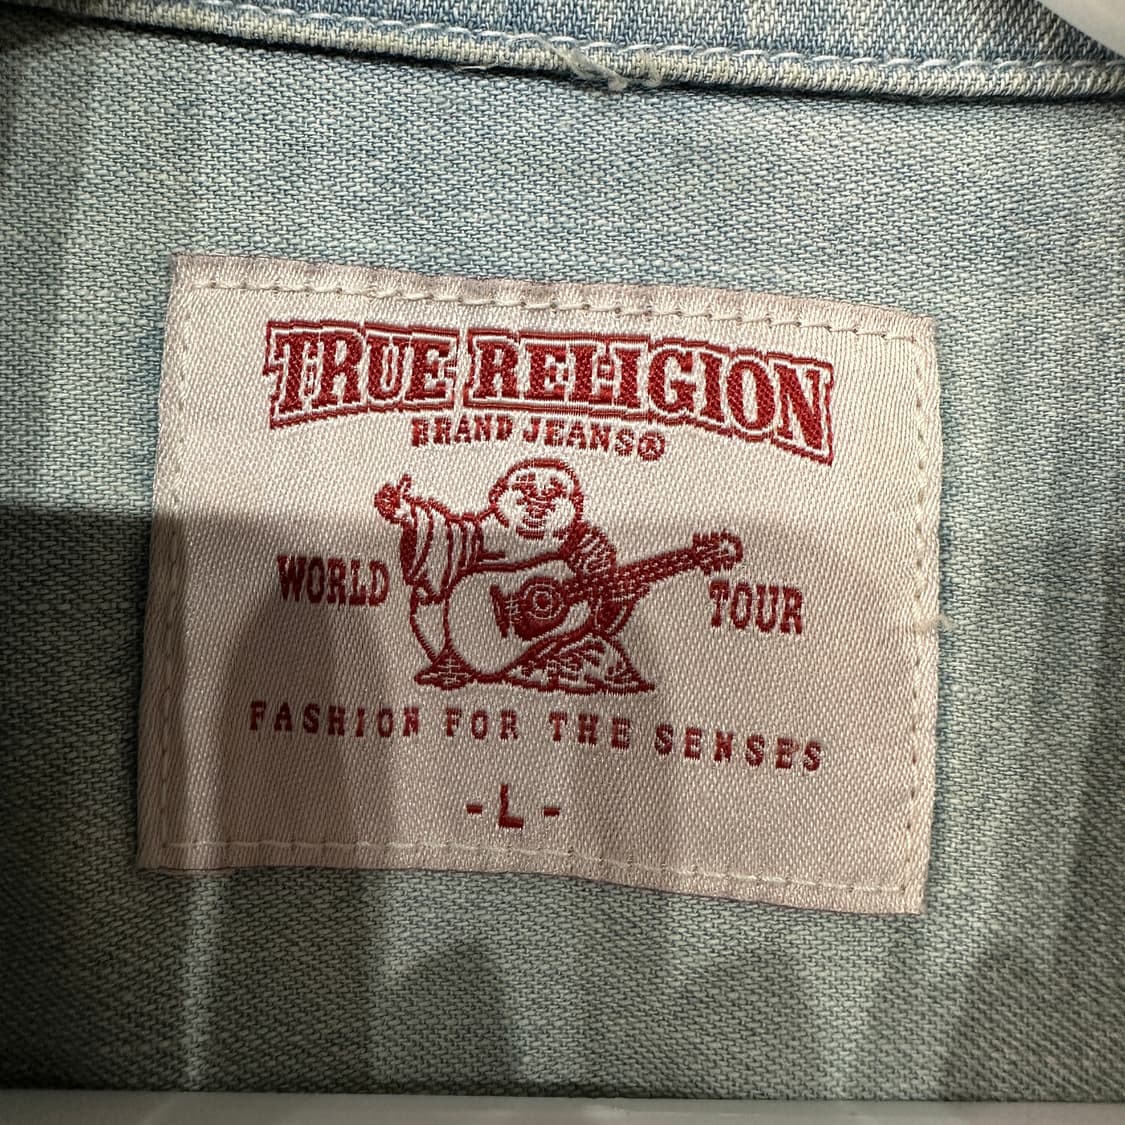 TRUE RELIGION
BRAND JEANS®
WORLD TOUR
FASHION FOR THE SENSES
-L-